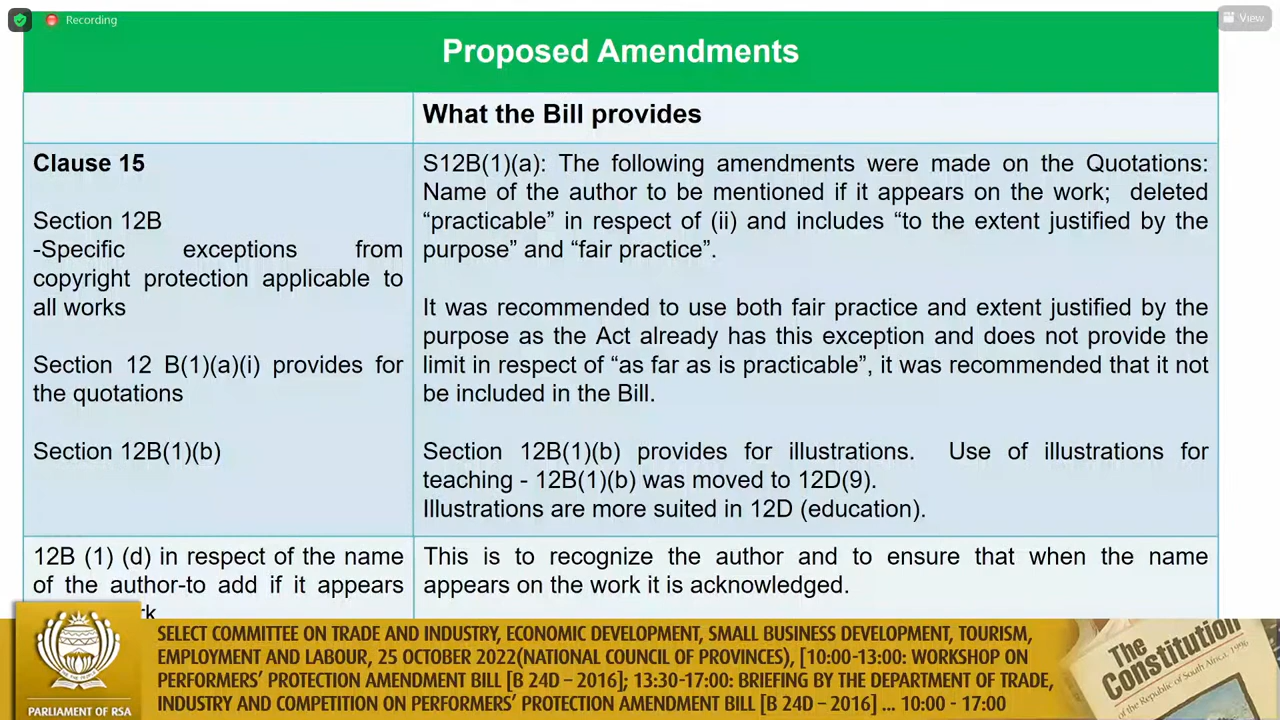 Recording
View
Proposed Amendments
What the Bill provides
Clause 15
Section 12B
-Specific exceptions from
copyright protection applicable to
all works
Section 12 B(1)(a)(i) provides for
the quotations
Section 12B(1)(b)
S12B(1)(a): The following amendments were made on the Quotations:
Name of the author to be mentioned if it appears on the work; deleted
“practicable” in respect of (ii) and includes “to the extent justified by the
purpose” and “fair practice”.
It was recommended to use both fair practice and extent justified by the
purpose as the Act already has this exception and does not provide the
limit in respect of “as far as is practicable”, it was recommended that it not
be included in the Bill.
Section 12B(1)(b) provides for illustrations. Use of illustrations for
teaching - 12B(1)(b) was moved to 12D(9).
Illustrations are more suited in 12D (education).
12B (1) (d) in respect of the name
of the author-to add if it appears
This is to recognize the author and to ensure that when the name
appears on the work it is acknowledged.
SELECT COMMITTEE ON TRADE AND INDUSTRY, ECONOMIC DEVELOPMENT, SMALL BUSINESS DEVELOPMENT, TOURISM,
EMPLOYMENT AND LABOUR, 25 OCTOBER 2022(NATIONAL COUNCIL OF PROVINCES), [10:00-13:00: WORKSHOP ON
PERFORMERS’ PROTECTION AMENDMENT BILL [B 24D – 2016]; 13:30-17:00: BRIEFING BY THE DEPARTMENT OF TRADE,
INDUSTRY AND COMPETITION ON PERFORMERS’ PROTECTION AMENDMENT BILL [B 24D – 2016] ... 10:00 - 17:00
PARLIAMENT OF RSA
The
Constitution
of the Republic of South Africa, 1996